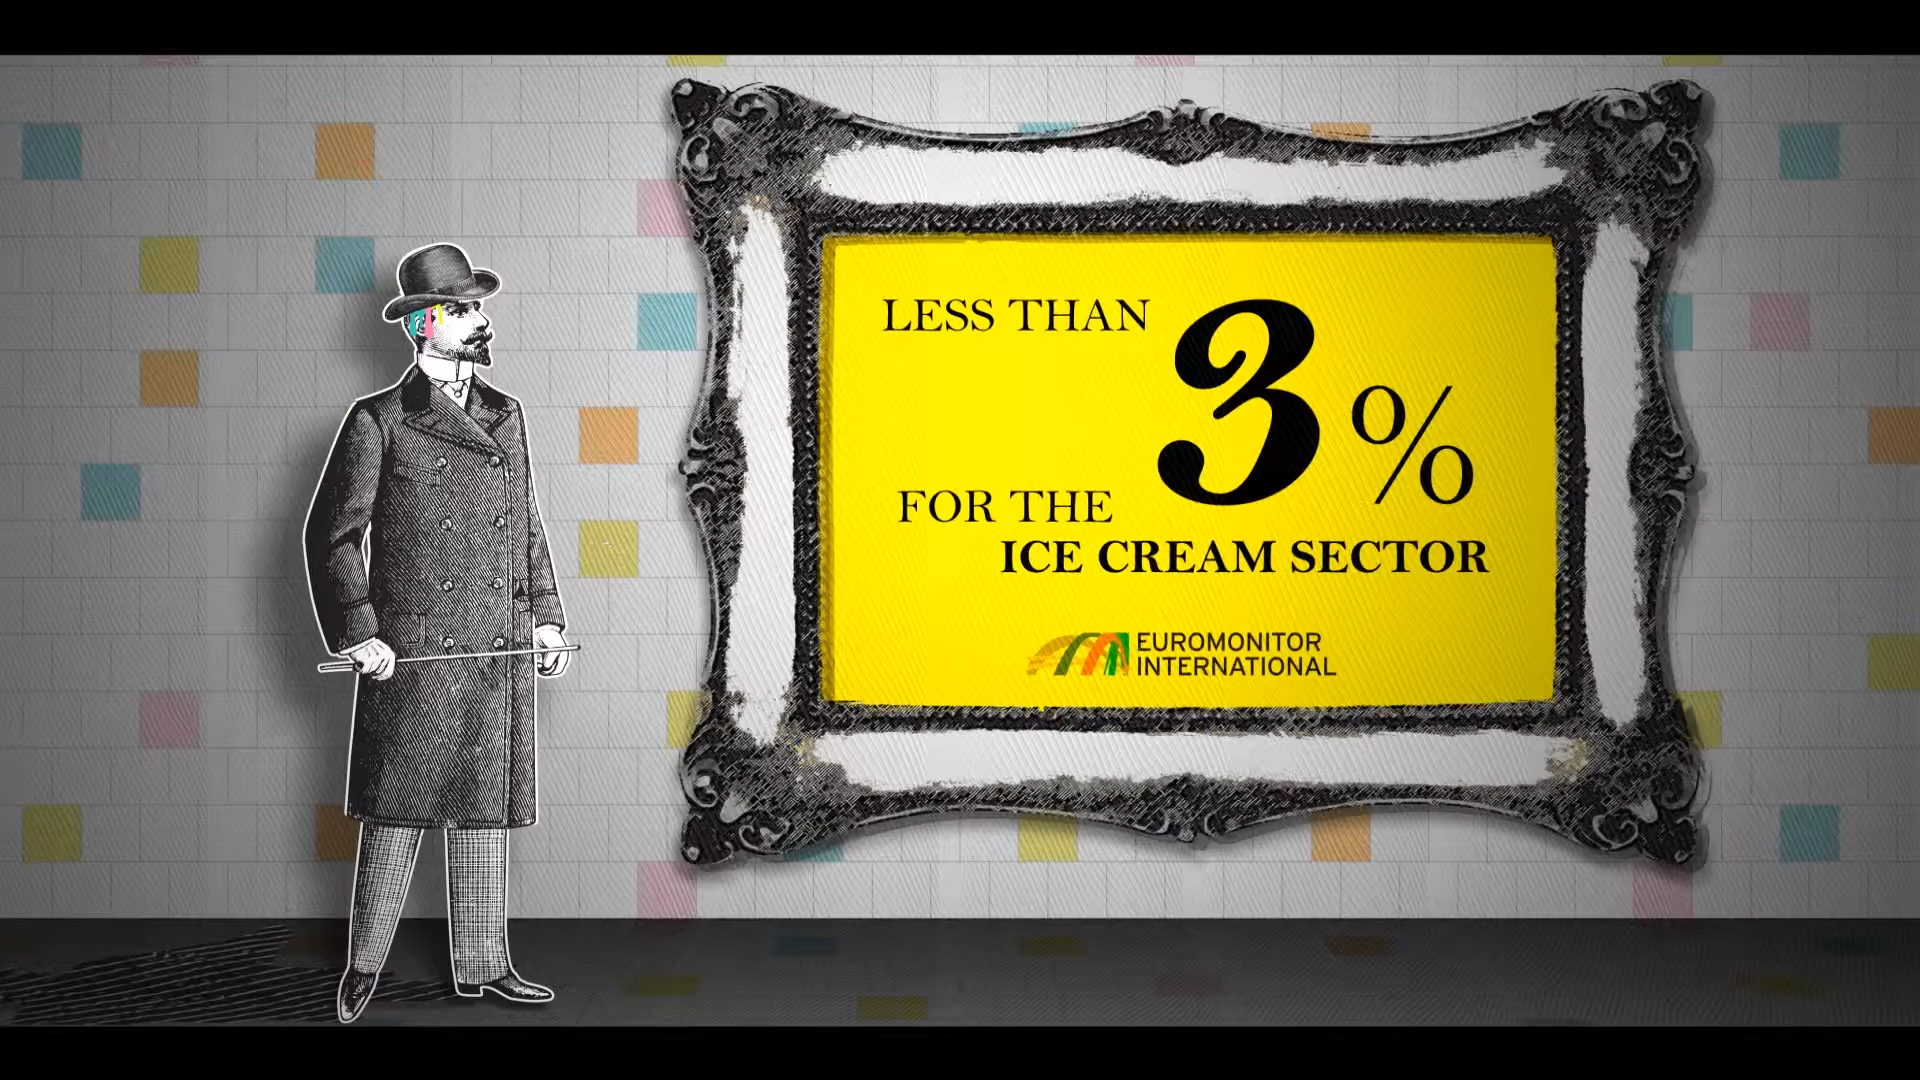 LESS THAN
3%
FOR THE
ICE CREAM SECTOR
EUROMONITOR
INTERNATIONAL